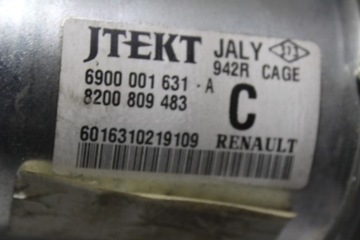 JTEKT JALY
942R CAGE
6900 001 631 - A
8200 809 483 C
6016310219109 RENAULT